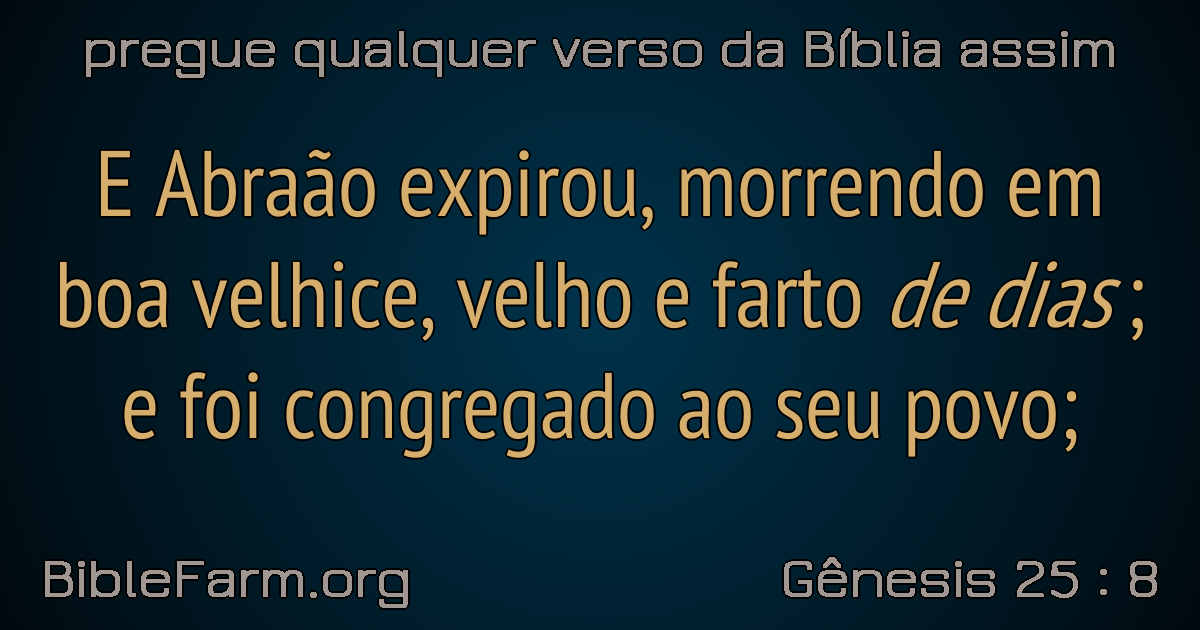 pregue qualquer verso da Bíblia assim
E Abraão expirou, morrendo em
boa velhice, velho e farto de dias;
e foi congregado ao seu povo;
BibleFarm.org
Gênesis 25 : 8